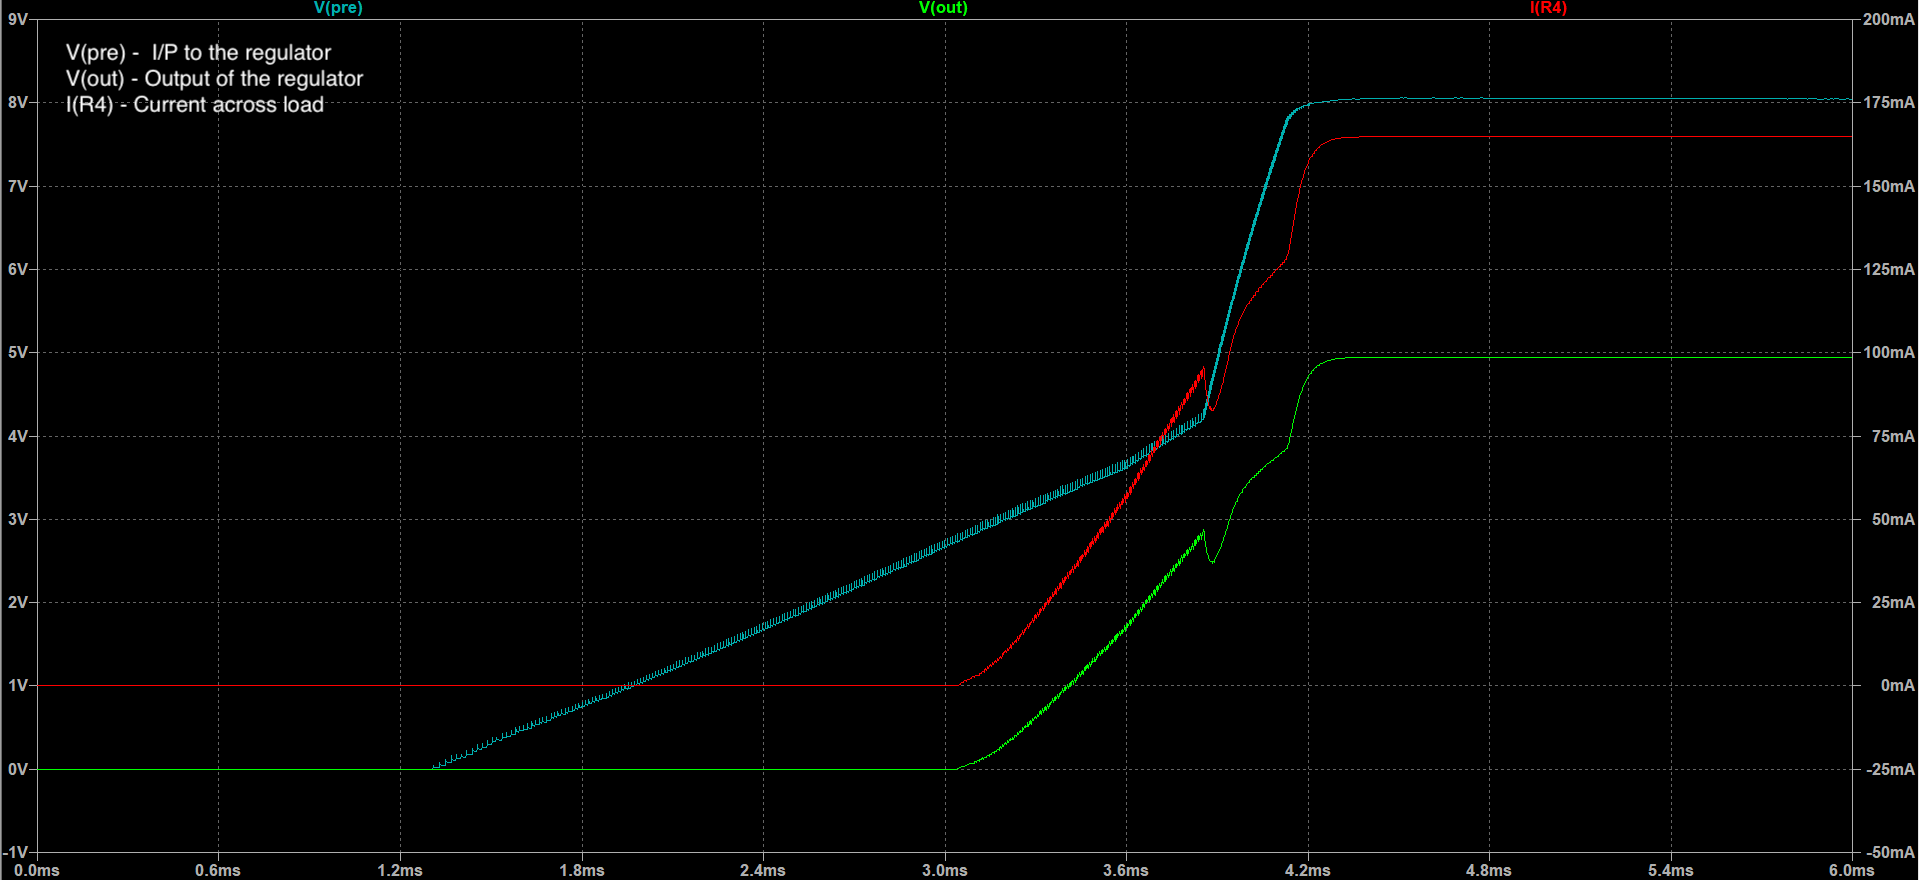 V(pre) V(out) I(R4)
9V 200mA
V(pre) -  I/P to the regulator
V(out) - Output of the regulator
I(R4) - Current across load
8V 175mA
7V 150mA
6V 125mA
5V 100mA
4V 75mA
3V 50mA
2V 25mA
1V 0mA
0V -25mA
-1V -50mA
0.0ms 0.6ms 1.2ms 1.8ms 2.4ms 3.0ms 3.6ms 4.2ms 4.8ms 5.4ms 6.0ms